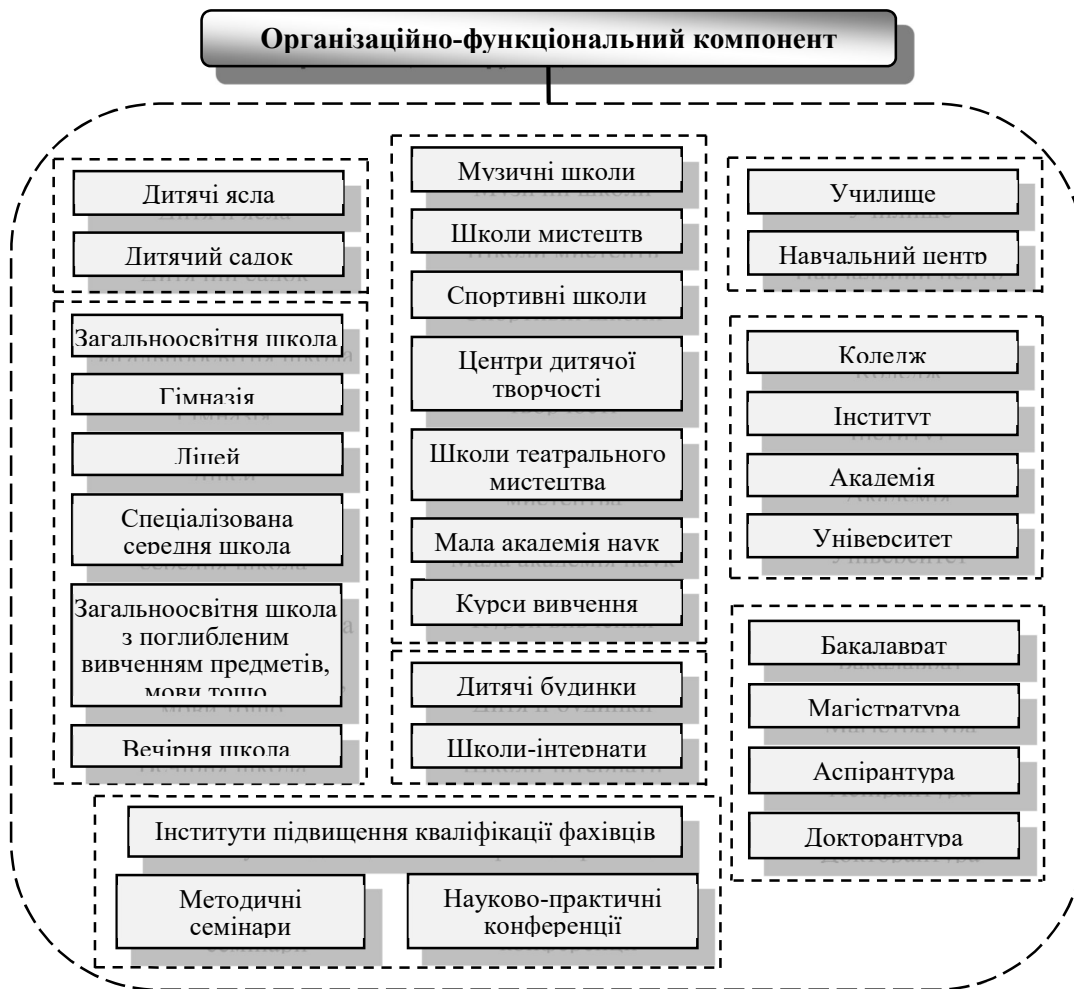 Організаційно-функціональний компонент
Дитячі ясла
Дитячий садок
Загальноосвітня школа
Гімназія
Ліцей
Спеціалізована
середня школа
Загальноосвітня школа
з поглибленим
вивченням предметів,
мови тощо
Вечірня школа
Музичні школи
Школи мистецтв
Спортивні школи
Центри дитячої
творчості
Школи театрального
мистецтва
Мала академія наук
Курси вивчення
Дитячі будинки
Школи-інтернати
Училище
Навчальний центр
Коледж
Інститут
Академія
Університет
Бакалаврат
Магістратура
Аспірантура
Докторантура
Інститути підвищення кваліфікації фахівців
Методичні
семінари
Науково-практичні
конференції